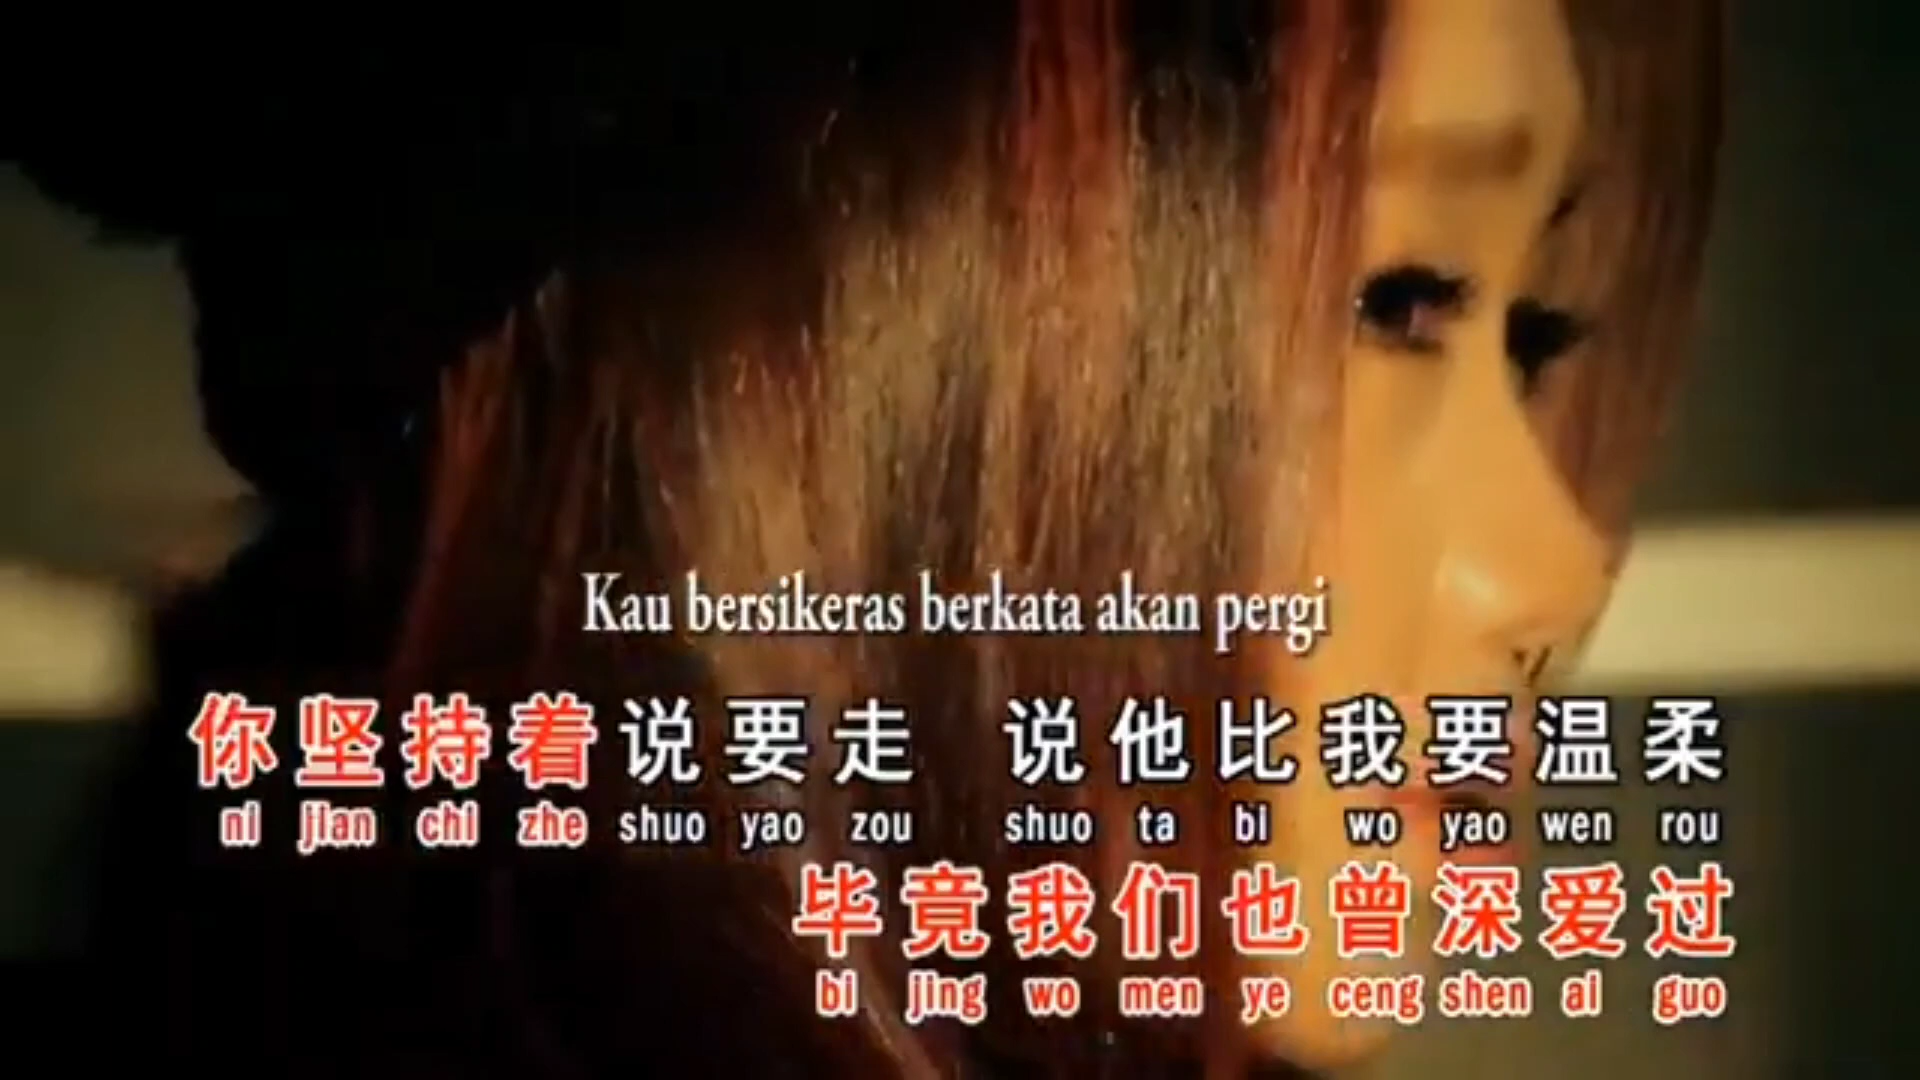 Kau bersikeras berkata akan pergi
你坚持着说要走 说他比我要温柔
ni jian chi zhe shuo yao zou shuo ta bi wo yao wen rou
毕竟我们也曾深爱过
bi jing wo men ye ceng shen ai guo